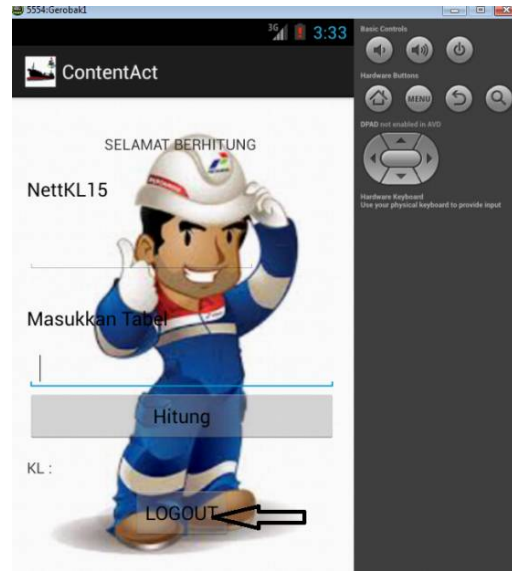 5554:Gerobak1
3G 3:33
ContentAct
SELAMAT BERHITUNG
NettKL15
Masukkan Tabel
Hitung
KL :
LOGOUT
Basic Controls
Hardware Buttons
MENU
DPAD not enabled in AVD
Hardware Keyboard
Use your physical keyboard to provide input